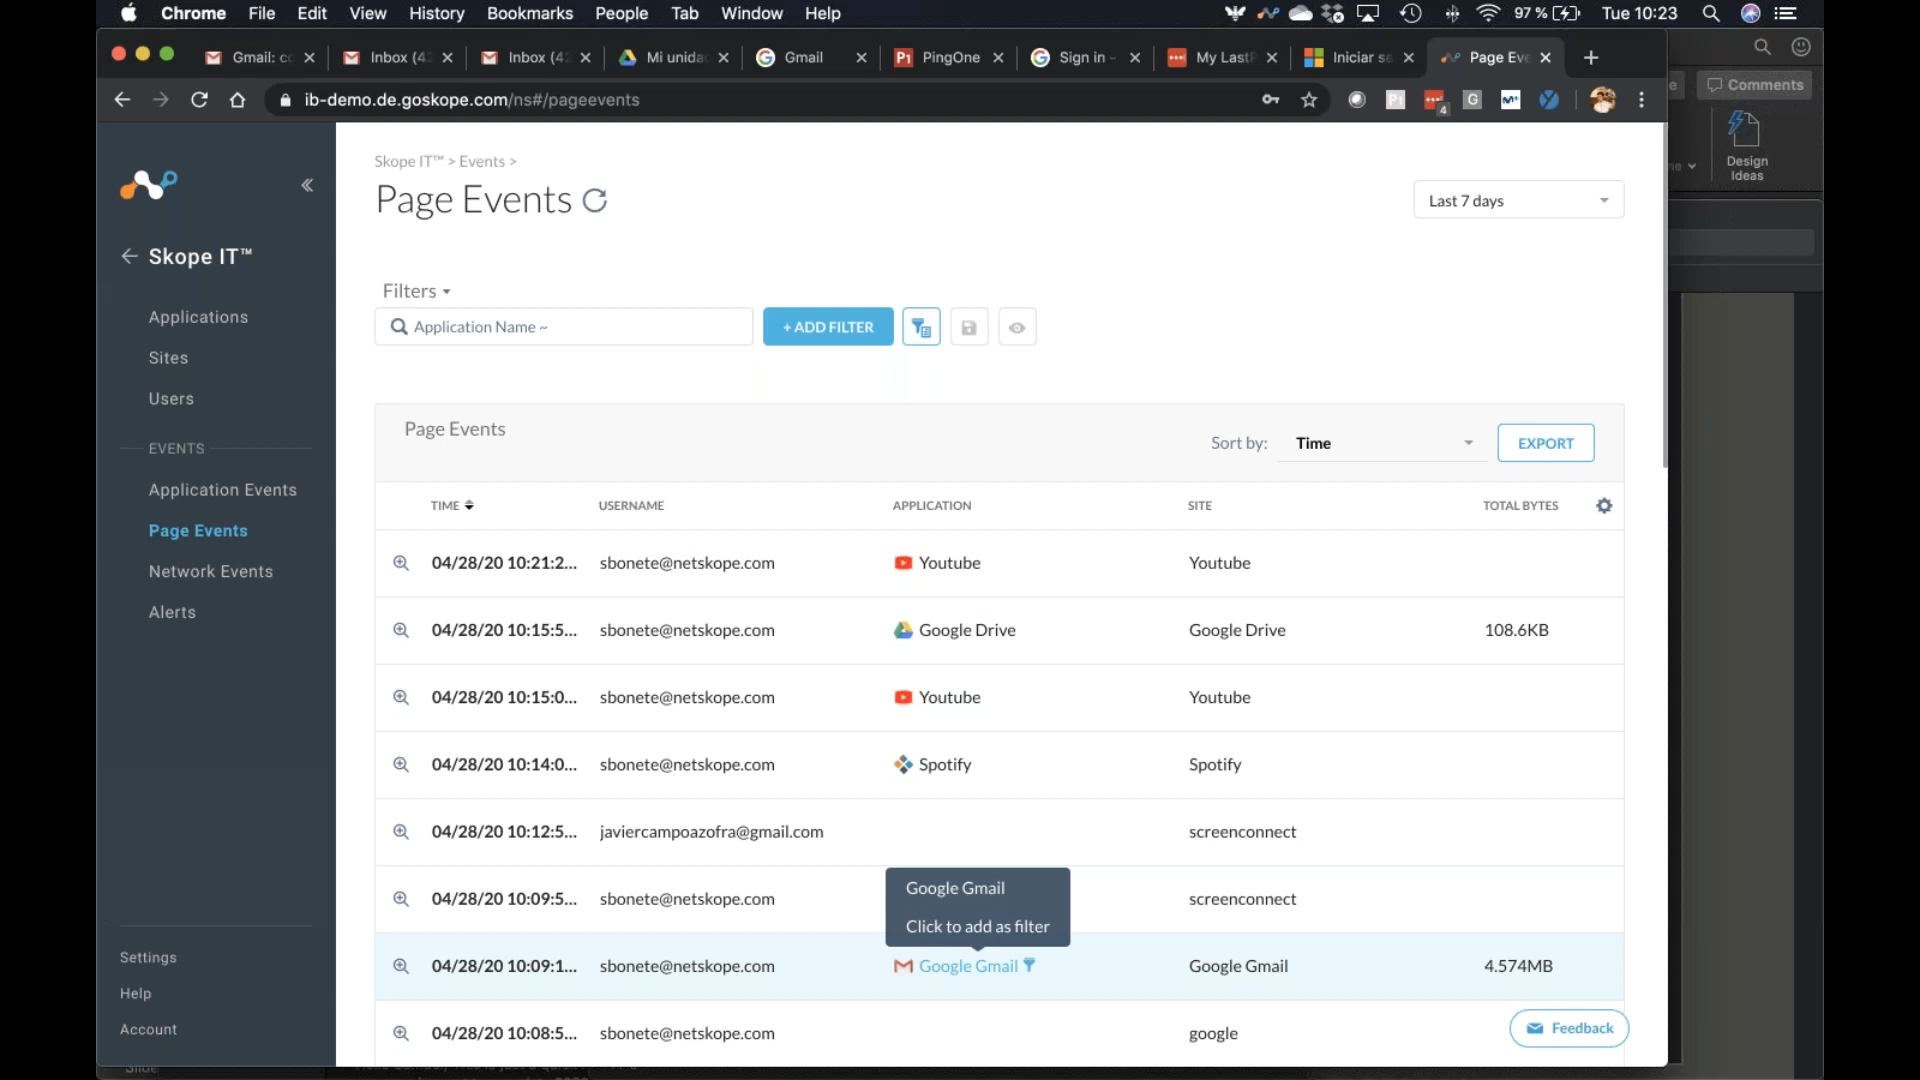 Chrome File Edit View History Bookmarks People Tab Window Help 97 % Tue 10:23
Gmail: co Inbox (42 Inbox (42 Mi unidad Gmail P1 PingOne Sign in - My LastP Iniciar se Page Eve
ib-demo.de.goskope.com/ns#/pageevents
Comments
Design
Ideas
Skope IT™ > Events >
Page Events
Last 7 days
Skope IT™
Applications
Sites
Users
EVENTS
Application Events
Page Events
Network Events
Alerts
Settings
Help
Account
Filters
Application Name ~
+ ADD FILTER
Page Events
Sort by: Time
EXPORT
TIME USERNAME APPLICATION SITE TOTAL BYTES
04/28/20 10:21:2... sbonete@netskope.com Youtube Youtube
04/28/20 10:15:5... sbonete@netskope.com Google Drive Google Drive 108.6KB
04/28/20 10:15:0... sbonete@netskope.com Youtube Youtube
04/28/20 10:14:0... sbonete@netskope.com Spotify Spotify
04/28/20 10:12:5... javiercampoazofra@gmail.com screenconnect
04/28/20 10:09:5... sbonete@netskope.com screenconnect
Google Gmail
Click to add as filter
04/28/20 10:09:1... sbonete@netskope.com Google Gmail Google Gmail 4.574MB
04/28/20 10:08:5... sbonete@netskope.com google
Feedback